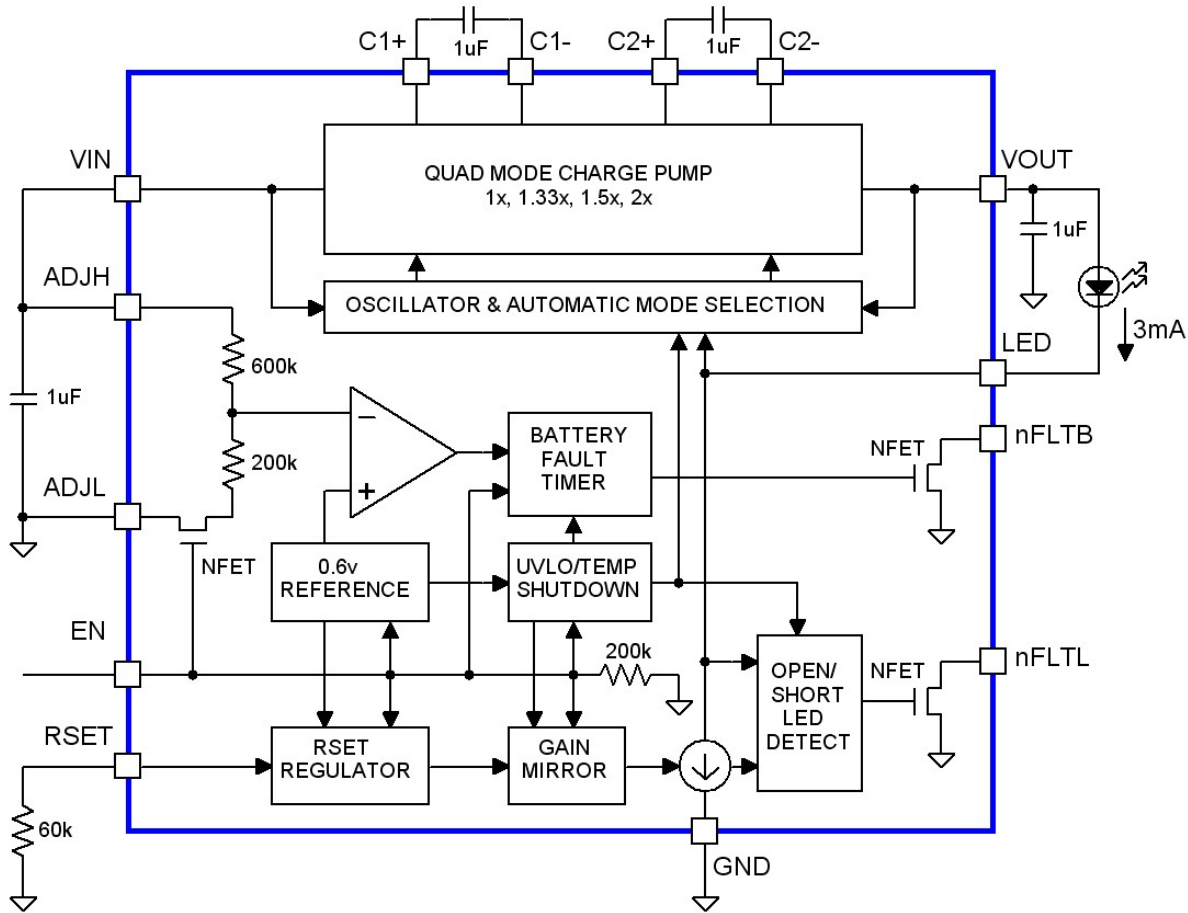 C1+
1uF
C1-
C2+
1uF
C2-
VIN
QUAD MODE CHARGE PUMP
1x, 1.33x, 1.5x, 2x
VOUT
1uF
ADJH
OSCILLATOR & AUTOMATIC MODE SELECTION
3mA
LED
600k
1uF
BATTERY
FAULT
TIMER
nFLTB
NFET
200k
ADJL
NFET
0.6v
REFERENCE
UVLO/TEMP
SHUTDOWN
EN
200k
OPEN/
SHORT
LED
DETECT
NFET
nFLTL
RSET
RSET
REGULATOR
GAIN
MIRROR
60k
GND